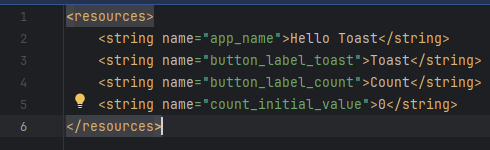 1 <resources>
2     <string name="app_name">Hello Toast</string>
3     <string name="button_label_toast">Toast</string>
4     <string name="button_label_count">Count</string>
5     <string name="count_initial_value">0</string>
6 </resources>